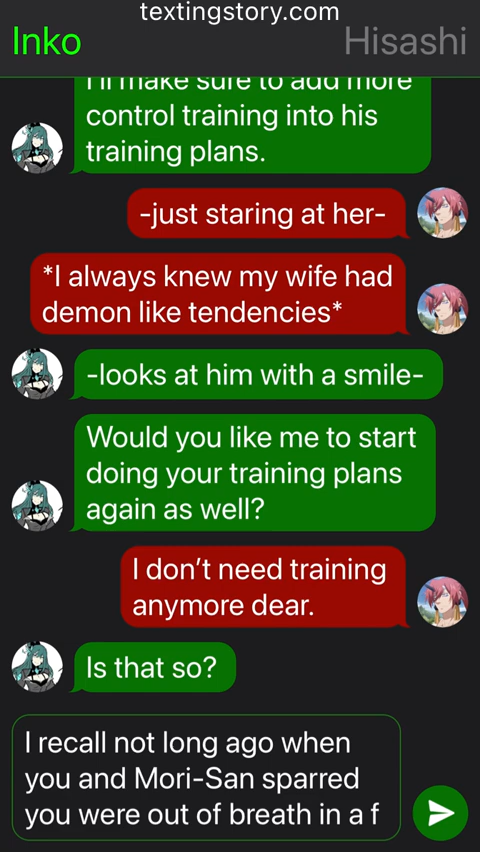 textingstory.com
Inko
Hisashi
I'll make sure to add more
control training into his
training plans.
-just staring at her-
*I always knew my wife had
demon like tendencies*
-looks at him with a smile-
Would you like me to start
doing your training plans
again as well?
I don’t need training
anymore dear.
Is that so?
I recall not long ago when
you and Mori-San sparred
you were out of breath in a f